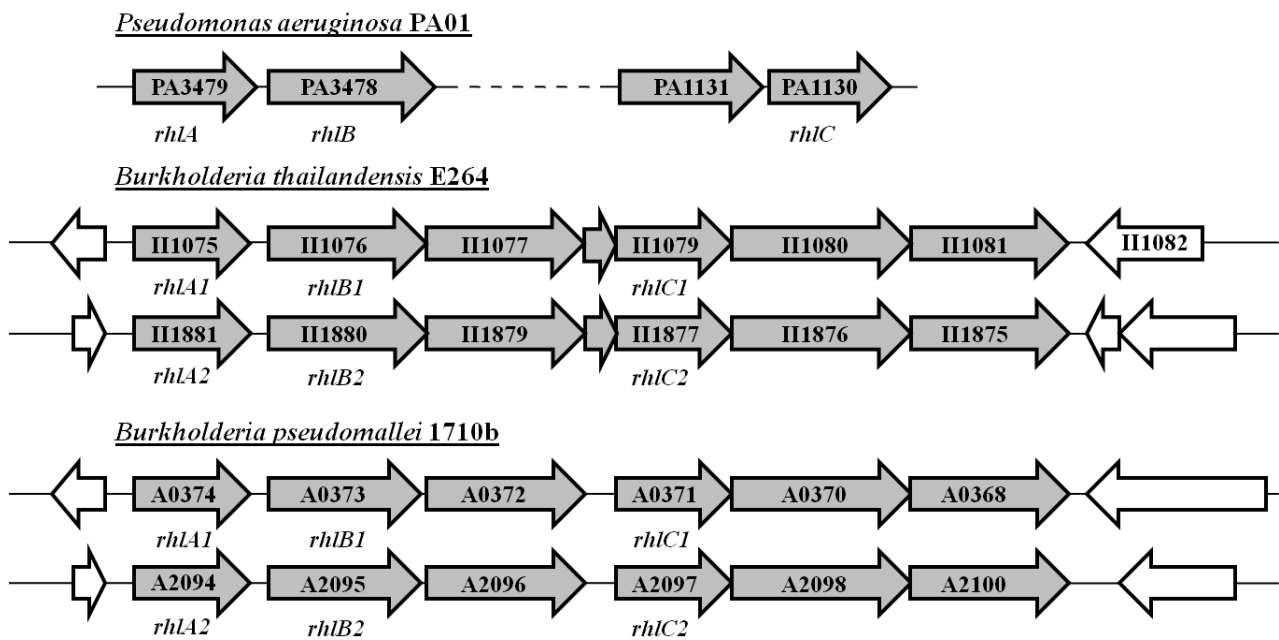 Pseudomonas aeruginosa PA01
PA3479 PA3478 PA1131 PA1130
rhlA rhlB rhlC
Burkholderia thailandensis E264
II1075 II1076 II1077 II1079 II1080 II1081 II1082
rhlA1 rhlB1 rhlC1
II1881 II1880 II1879 II1877 II1876 II1875
rhlA2 rhlB2 rhlC2
Burkholderia pseudomallei 1710b
A0374 A0373 A0372 A0371 A0370 A0368
rhlA1 rhlB1 rhlC1
A2094 A2095 A2096 A2097 A2098 A2100
rhlA2 rhlB2 rhlC2